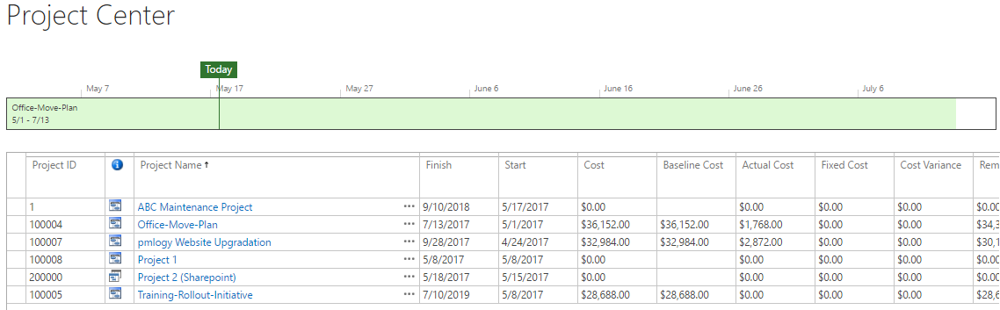 Project Center
Today
May 7 May 17 May 27 June 6 June 16 June 26 July 6
Office-Move-Plan
5/1 - 7/13
Project ID Project Name ↑ Finish Start Cost Baseline Cost Actual Cost Fixed Cost Cost Variance Rem
1 ABC Maintenance Project ... 9/10/2018 5/17/2017 $0.00 $0.00 $0.00 $0.00 $0.00
100004 Office-Move-Plan ... 7/13/2017 5/1/2017 $36,152.00 $36,152.00 $1,768.00 $0.00 $0.00 $34,3
100007 pmlogy Website Upgradation ... 9/28/2017 4/24/2017 $32,984.00 $32,984.00 $2,872.00 $0.00 $0.00 $30,1
100008 Project 1 ... 5/8/2017 5/8/2017 $0.00 $0.00 $0.00 $0.00 $0.00
200000 Project 2 (Sharepoint) ... 5/18/2017 5/15/2017 $0.00 $0.00 $0.00 $0.00 $0.00
100005 Training-Rollout-Initiative ... 7/10/2019 5/8/2017 $28,688.00 $28,688.00 $0.00 $0.00 $0.00 $28,6